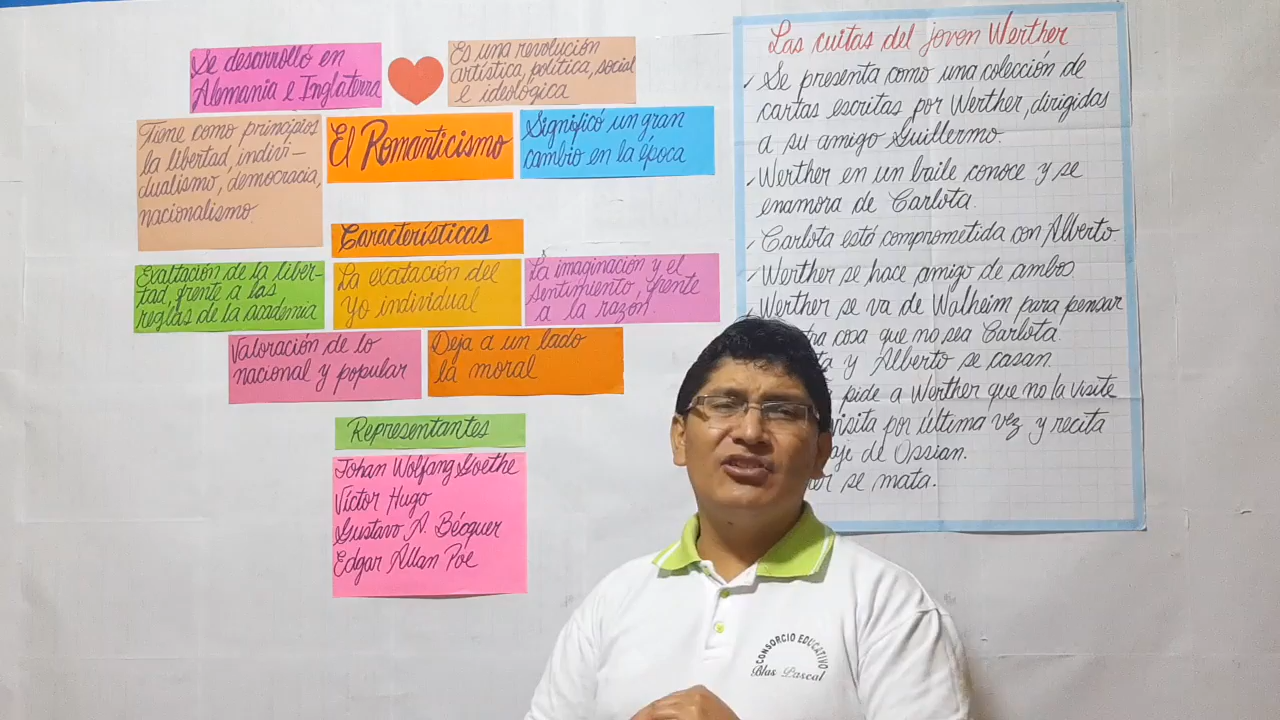 Se desarrolló en
Alemania e Inglaterra
Es una revolución
artística, política, social
e ideológica
Tiene como principios
la libertad, indivi-
dualismo, democracia,
nacionalismo.
El Romanticismo
Significó un gran
cambio en la época
Características
Exaltación de la liber-
tad, frente a las
reglas de la academia
La exatación del
yo individual
La imaginación y el
sentimiento, frente
a la razón.
Valoración de lo
nacional y popular
Deja a un lado
la moral
Representantes
Johan Wolfang Goethe
Víctor Hugo
Gustavo A. Bécquer
Edgar Allan Poe
Las cuitas del joven Werther
✓ Se presenta como una colección de
cartas escritas por Werther, dirigidas
a su amigo Guillermo.
✓ Werther en un baile conoce y se
enamora de Carlota.
✓ Carlota está comprometida con Alberto.
✓ Werther se hace amigo de ambos
✓ Werther se va de Walheim para pensar
cosa que no sea Carlota.
y Alberto se casan.
pide a Werther que no la visite
visita por última vez y recita
de Ossian.
se mata.
CONSORCIO EDUCATIVO
Blas Pascal